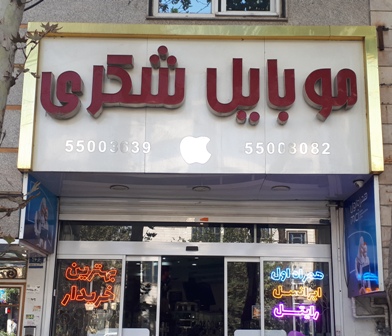 موبایل شکری
55003039 55003082
بهترین
خریدار
همراه اول
ایرانسل
رایتل